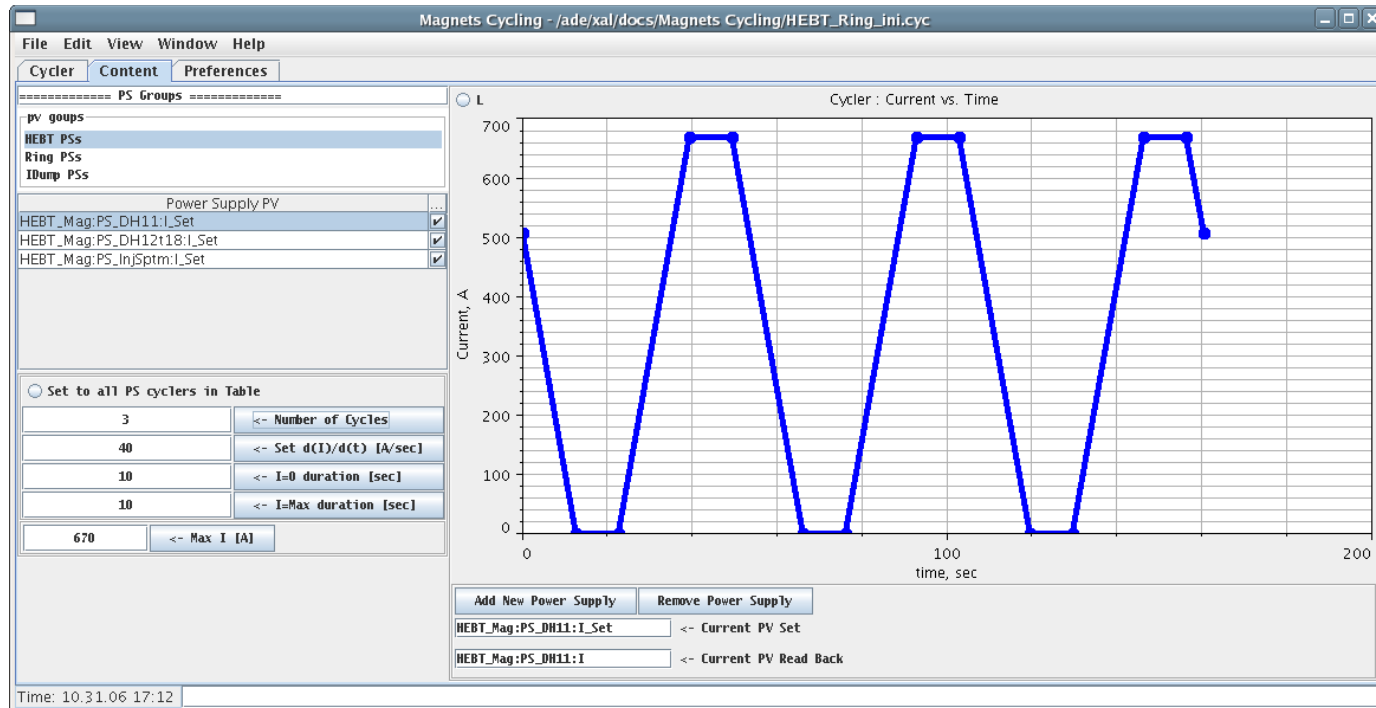 Magnets Cycling - /ade/xal/docs/Magnets Cycling/HEBT_Ring_ini.cyc
File Edit View Window Help
Cycler Content Preferences
============= PS Groups =============
pv goups
HEBT PSs
Ring PSs
IDump PSs
Power Supply PV ...
HEBT_Mag:PS_DH11:I_Set
HEBT_Mag:PS_DH12t18:I_Set
HEBT_Mag:PS_InjSptm:I_Set
Set to all PS cyclers in Table
3 <- Number of Cycles
40 <- Set d(I)/d(t) [A/sec]
10 <- I=0 duration [sec]
10 <- I=Max duration [sec]
670 <- Max I [A]
L
Cycler : Current vs. Time
700
600
500
400
300
200
100
0
Current, A
0 100 200
time, sec
Add New Power Supply Remove Power Supply
HEBT_Mag:PS_DH11:I_Set <- Current PV Set
HEBT_Mag:PS_DH11:I <- Current PV Read Back
Time: 10.31.06 17:12